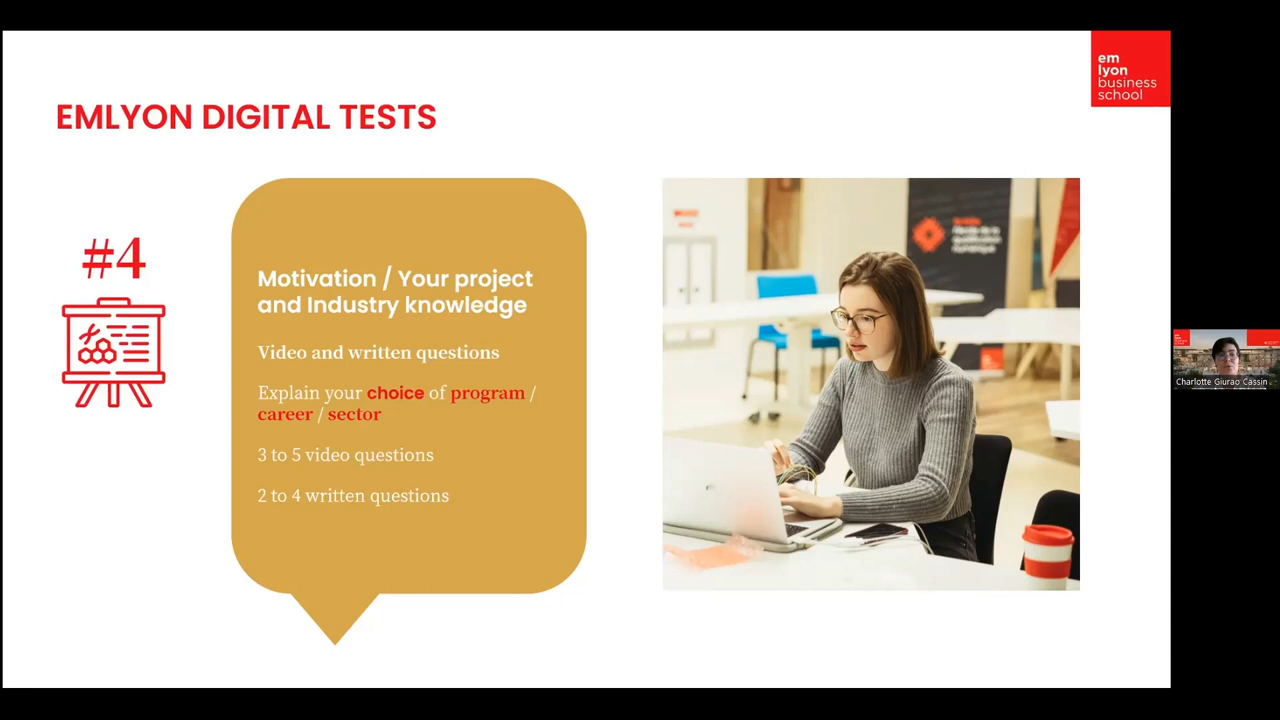 em
lyon
business
school
EMLYON DIGITAL TESTS
#4
Motivation / Your project
and Industry knowledge
Video and written questions
Explain your choice of program /
career / sector
3 to 5 video questions
2 to 4 written questions
Charlotte Giurao Cassin